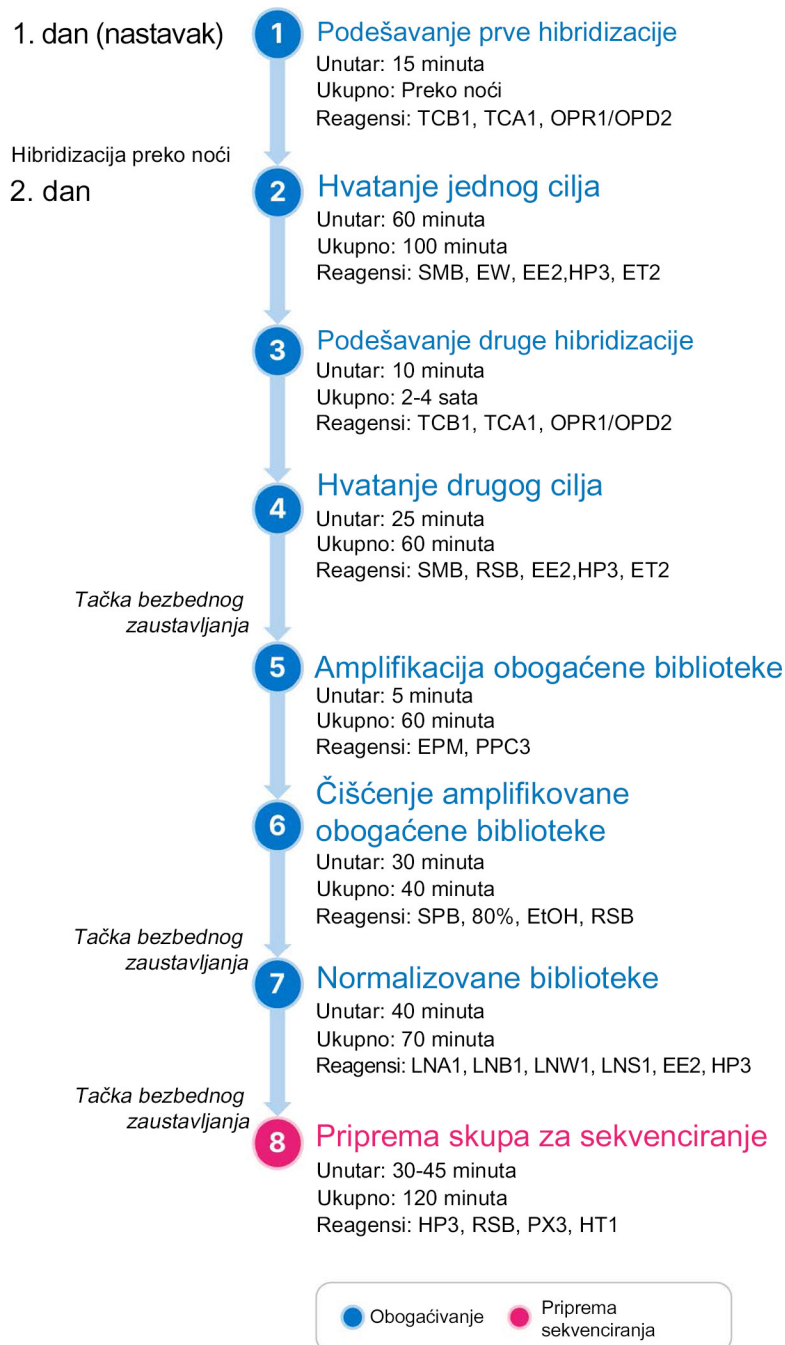 1. dan (nastavak)
1
Podešavanje prve hibridizacije
Unutar: 15 minuta
Ukupno: Preko noći
Reagensi: TCB1, TCA1, OPR1/OPD2
Hibridizacija preko noći
2. dan
2
Hvatanje jednog cilja
Unutar: 60 minuta
Ukupno: 100 minuta
Reagensi: SMB, EW, EE2,HP3, ET2
3
Podešavanje druge hibridizacije
Unutar: 10 minuta
Ukupno: 2-4 sata
Reagensi: TCB1, TCA1, OPR1/OPD2
4
Hvatanje drugog cilja
Unutar: 25 minuta
Ukupno: 60 minuta
Reagensi: SMB, RSB, EE2,HP3, ET2
Tačka bezbednog
zaustavljanja
5
Amplifikacija obogaćene biblioteke
Unutar: 5 minuta
Ukupno: 60 minuta
Reagensi: EPM, PPC3
6
Čišćenje amplifikovane
obogaćene biblioteke
Unutar: 30 minuta
Ukupno: 40 minuta
Reagensi: SPB, 80%, EtOH, RSB
Tačka bezbednog
zaustavljanja
7
Normalizovane biblioteke
Unutar: 40 minuta
Ukupno: 70 minuta
Reagensi: LNA1, LNB1, LNW1, LNS1, EE2, HP3
Tačka bezbednog
zaustavljanja
8
Priprema skupa za sekvenciranje
Unutar: 30-45 minuta
Ukupno: 120 minuta
Reagensi: HP3, RSB, PX3, HT1
Obogaćivanje
Priprema
sekvenciranja